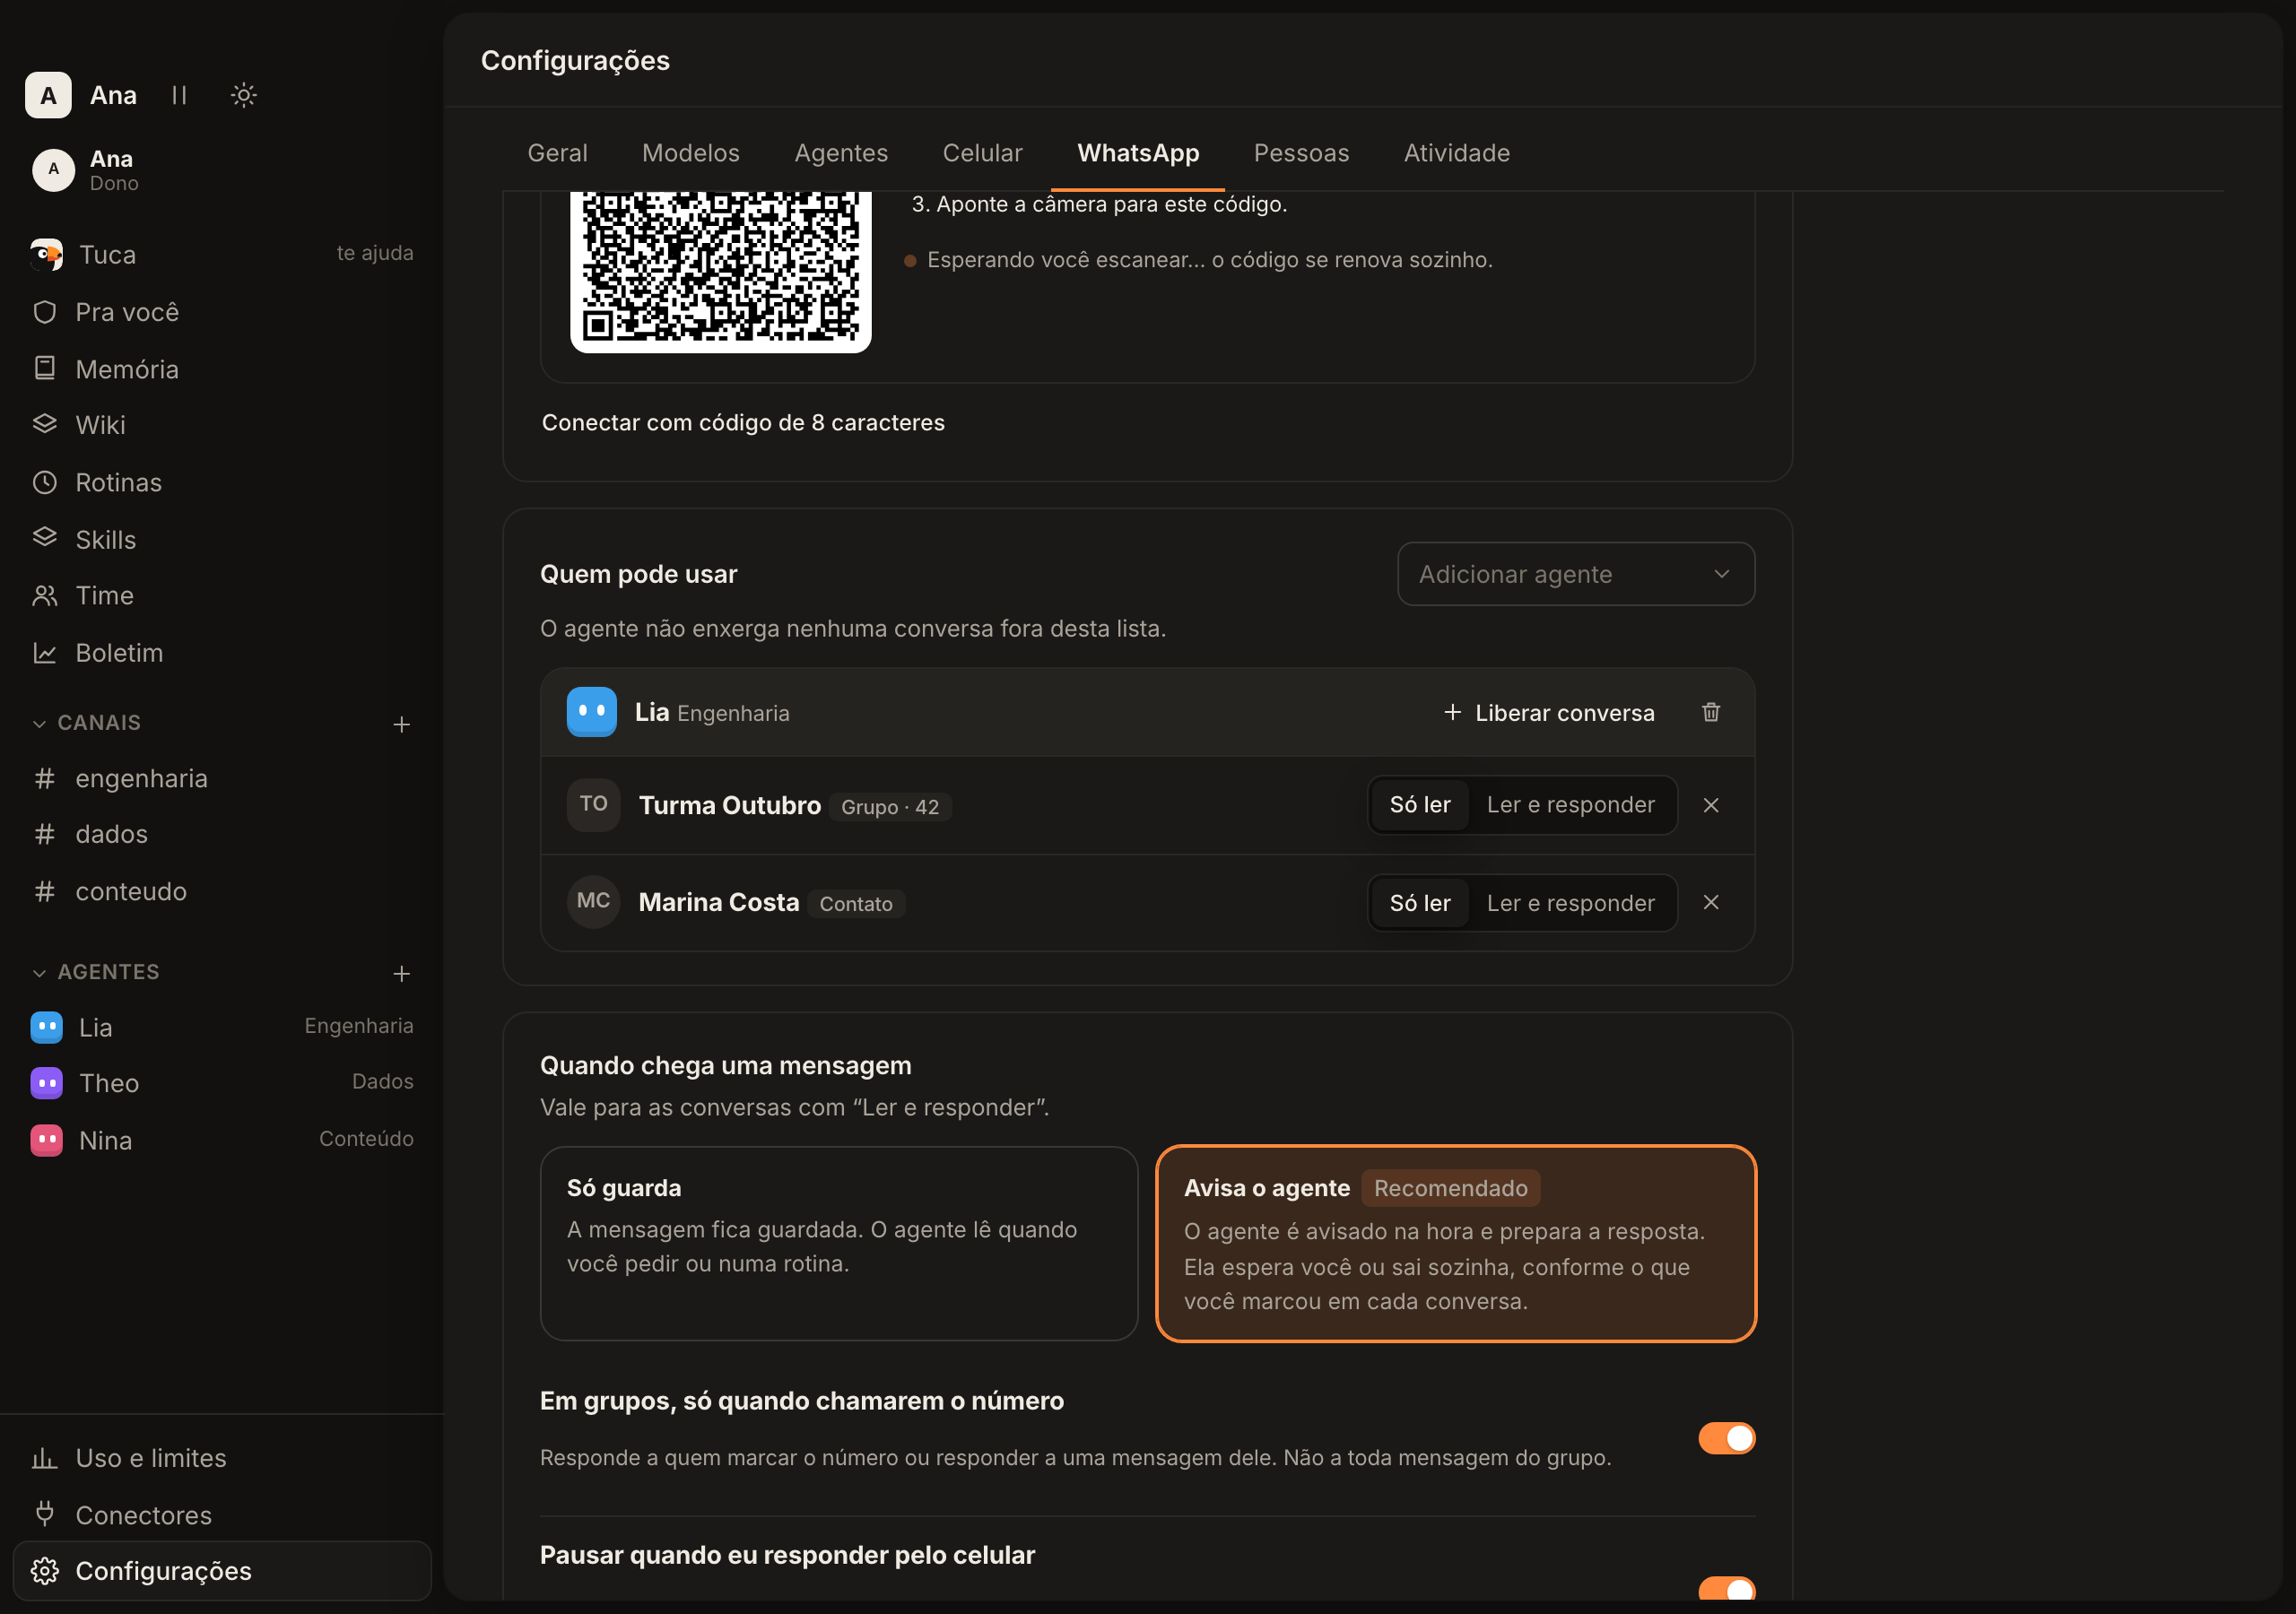 Configurações
A
Ana
A
Ana
Dono
Tuca
te ajuda
Pra você
Memória
Wiki
Rotinas
Skills
Time
Boletim
CANAIS
# engenharia
# dados
# conteudo
AGENTES
Lia
Engenharia
Theo
Dados
Nina
Conteúdo
Uso e limites
Conectores
Configurações
Geral
Modelos
Agentes
Celular
WhatsApp
Pessoas
Atividade
3. Aponte a câmera para este código.
Esperando você escanear... o código se renova sozinho.
Conectar com código de 8 caracteres
Quem pode usar
Adicionar agente
O agente não enxerga nenhuma conversa fora desta lista.
Lia Engenharia
+ Liberar conversa
TO
Turma Outubro
Grupo · 42
Só ler
Ler e responder
MC
Marina Costa
Contato
Só ler
Ler e responder
Quando chega uma mensagem
Vale para as conversas com “Ler e responder”.
Só guarda
A mensagem fica guardada. O agente lê quando
você pedir ou numa rotina.
Avisa o agente
Recomendado
O agente é avisado na hora e prepara a resposta.
Ela espera você ou sai sozinha, conforme o que
você marcou em cada conversa.
Em grupos, só quando chamarem o número
Responde a quem marcar o número ou responder a uma mensagem dele. Não a toda mensagem do grupo.
Pausar quando eu responder pelo celular